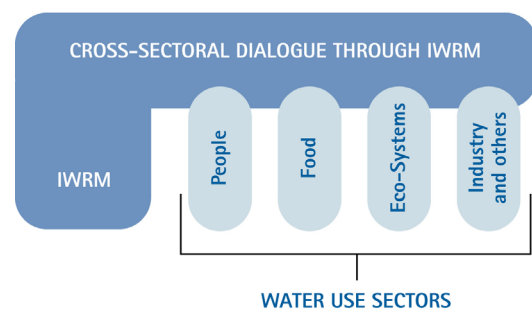 CROSS-SECTORAL DIALOGUE THROUGH IWRM
IWRM
People
Food
Eco-Systems
Industry
and others
WATER USE SECTORS